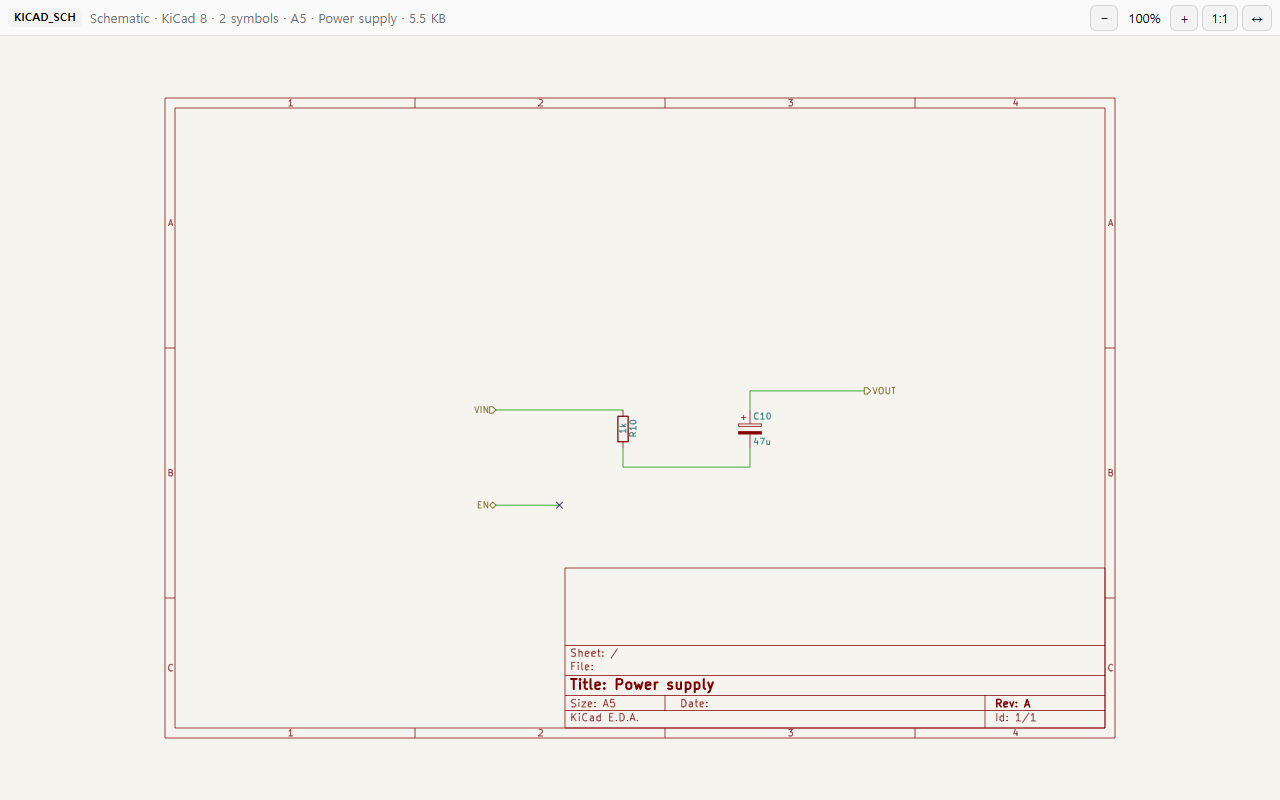 KICAD_SCH Schematic · KiCad 8 · 2 symbols · A5 · Power supply · 5.5 KB − 100% + 1:1 ↔
1 2 3 4
A A
VOUT
VIN
+ C10
1k R10
47u
B B
EN
Sheet: /
File:
C C
Title: Power supply
Size: A5 Date: Rev: A
KiCad E.D.A. Id: 1/1
1 2 3 4